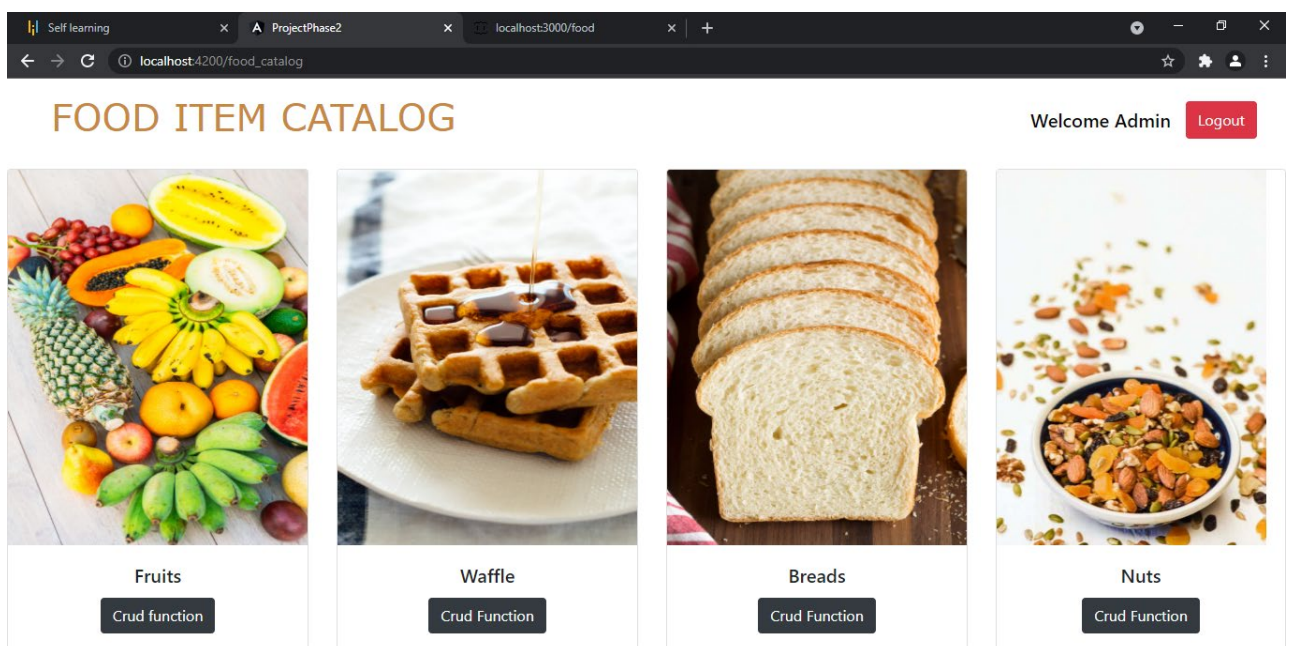 Self learning
ProjectPhase2
localhost:3000/food
localhost:4200/food_catalog
FOOD ITEM CATALOG
Welcome Admin
Logout
Fruits
Waffle
Breads
Nuts
Crud function
Crud Function
Crud Function
Crud Function